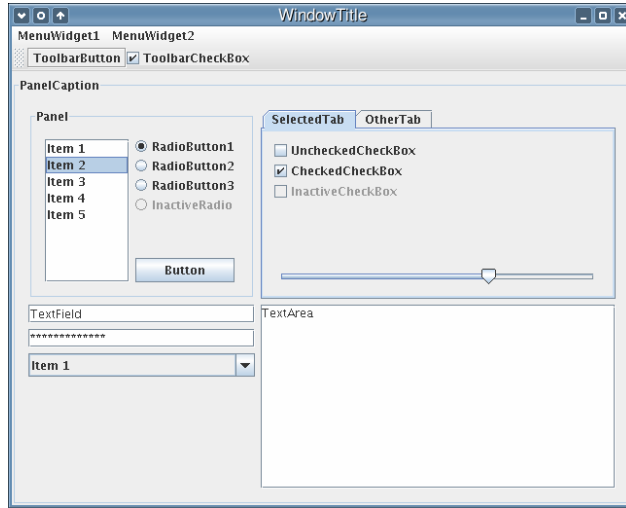 WindowTitle
MenuWidget1 MenuWidget2
ToolbarButton ToolbarCheckBox
PanelCaption
Panel
Item 1
Item 2
Item 3
Item 4
Item 5
RadioButton1
RadioButton2
RadioButton3
InactiveRadio
Button
SelectedTab OtherTab
UncheckedCheckBox
CheckedCheckBox
InactiveCheckBox
TextField
*************
Item 1
TextArea